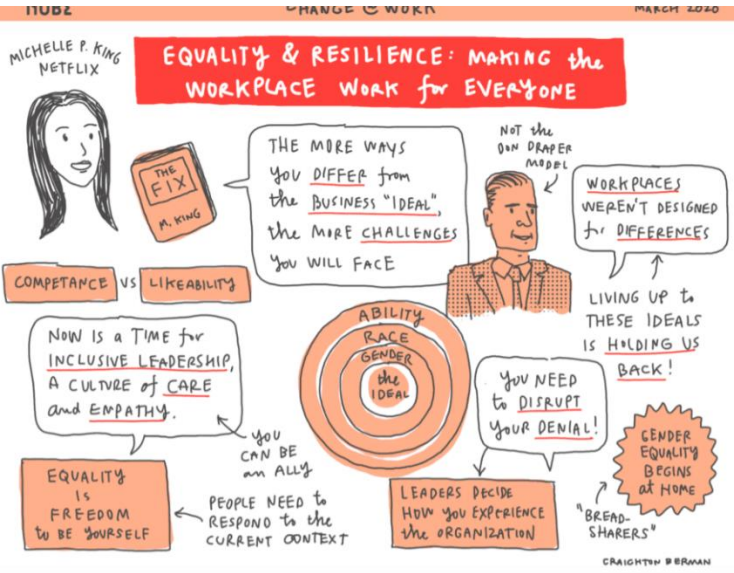 HUB2
CHANGE @ WORK
MARCH 2020
MICHELLE P. KING
NETFLIX
EQUALITY & RESILIENCE: MAKING the
WORKPLACE WORK for EVERYONE
THE
FIX
M. KING
THE MORE WAYS
YOU DIFFER from
the BUSINESS "IDEAL",
the MORE CHALLENGES
YOU WILL FACE
NOT the
DON DRAPER
MODEL
WORKPLACES
WEREN'T DESIGNED
for DIFFERENCES
COMPETANCE VS LIKEABILITY
LIVING UP to
THESE IDEALS
IS HOLDING US
BACK!
NOW IS a TIME for
INCLUSIVE LEADERSHIP,
A CULTURE of CARE
and EMPATHY.
YOU
CAN BE
an ALLY
ABILITY
RACE
GENDER
the
IDEAL
YOU NEED
to DISRUPT
YOUR DENIAL!
EQUALITY
IS
FREEDOM
to BE YOURSELF
PEOPLE NEED to
RESPOND to the
CURRENT CONTEXT
LEADERS DECIDE
HOW YOU EXPERIENCE
the ORGANIZATION
GENDER
EQUALITY
BEGINS
at HOME
"BREAD-
SHARERS"
CRAIGHTON BERMAN